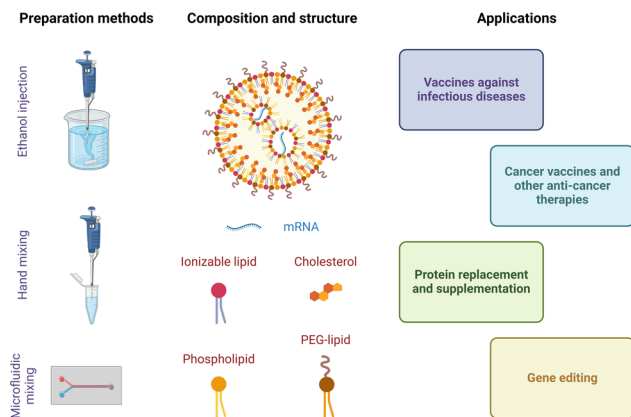 Preparation methods
Composition and structure
Applications
Ethanol injection
Hand mixing
Microfluidic
mixing
mRNA
Ionizable lipid
Cholesterol
Phospholipid
PEG-lipid
Vaccines against
infectious diseases
Cancer vaccines and
other anti-cancer
therapies
Protein replacement
and supplementation
Gene editing